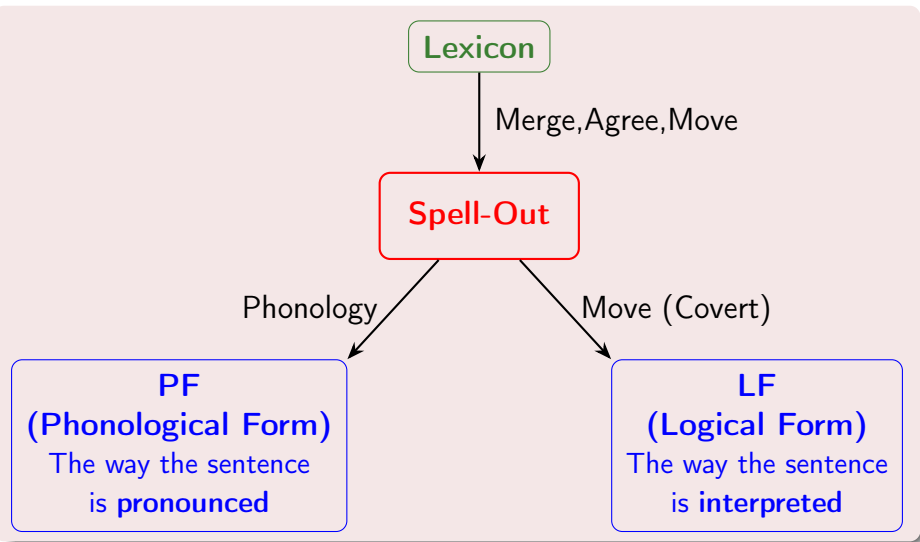 Lexicon
Merge,Agree,Move
Spell-Out
Phonology
Move (Covert)
PF
(Phonological Form)
The way the sentence
is pronounced
LF
(Logical Form)
The way the sentence
is interpreted